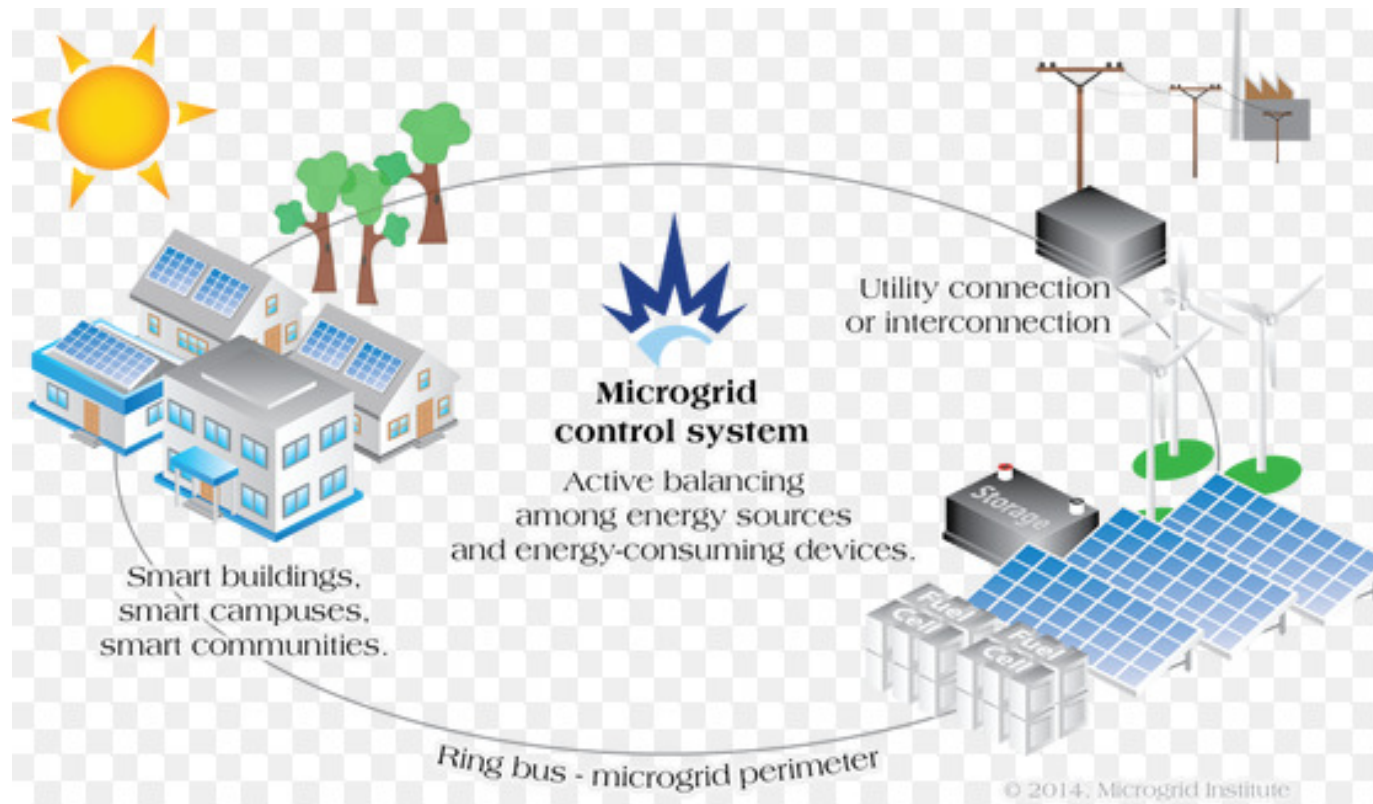 Utility connection
or interconnection
Microgrid
control system
Active balancing
among energy sources
and energy-consuming devices.
Storage
Smart buildings,
smart campuses,
smart communities.
Fuel
Cell
Fuel
Cell
Ring bus - microgrid perimeter
© 2014, Microgrid Institute